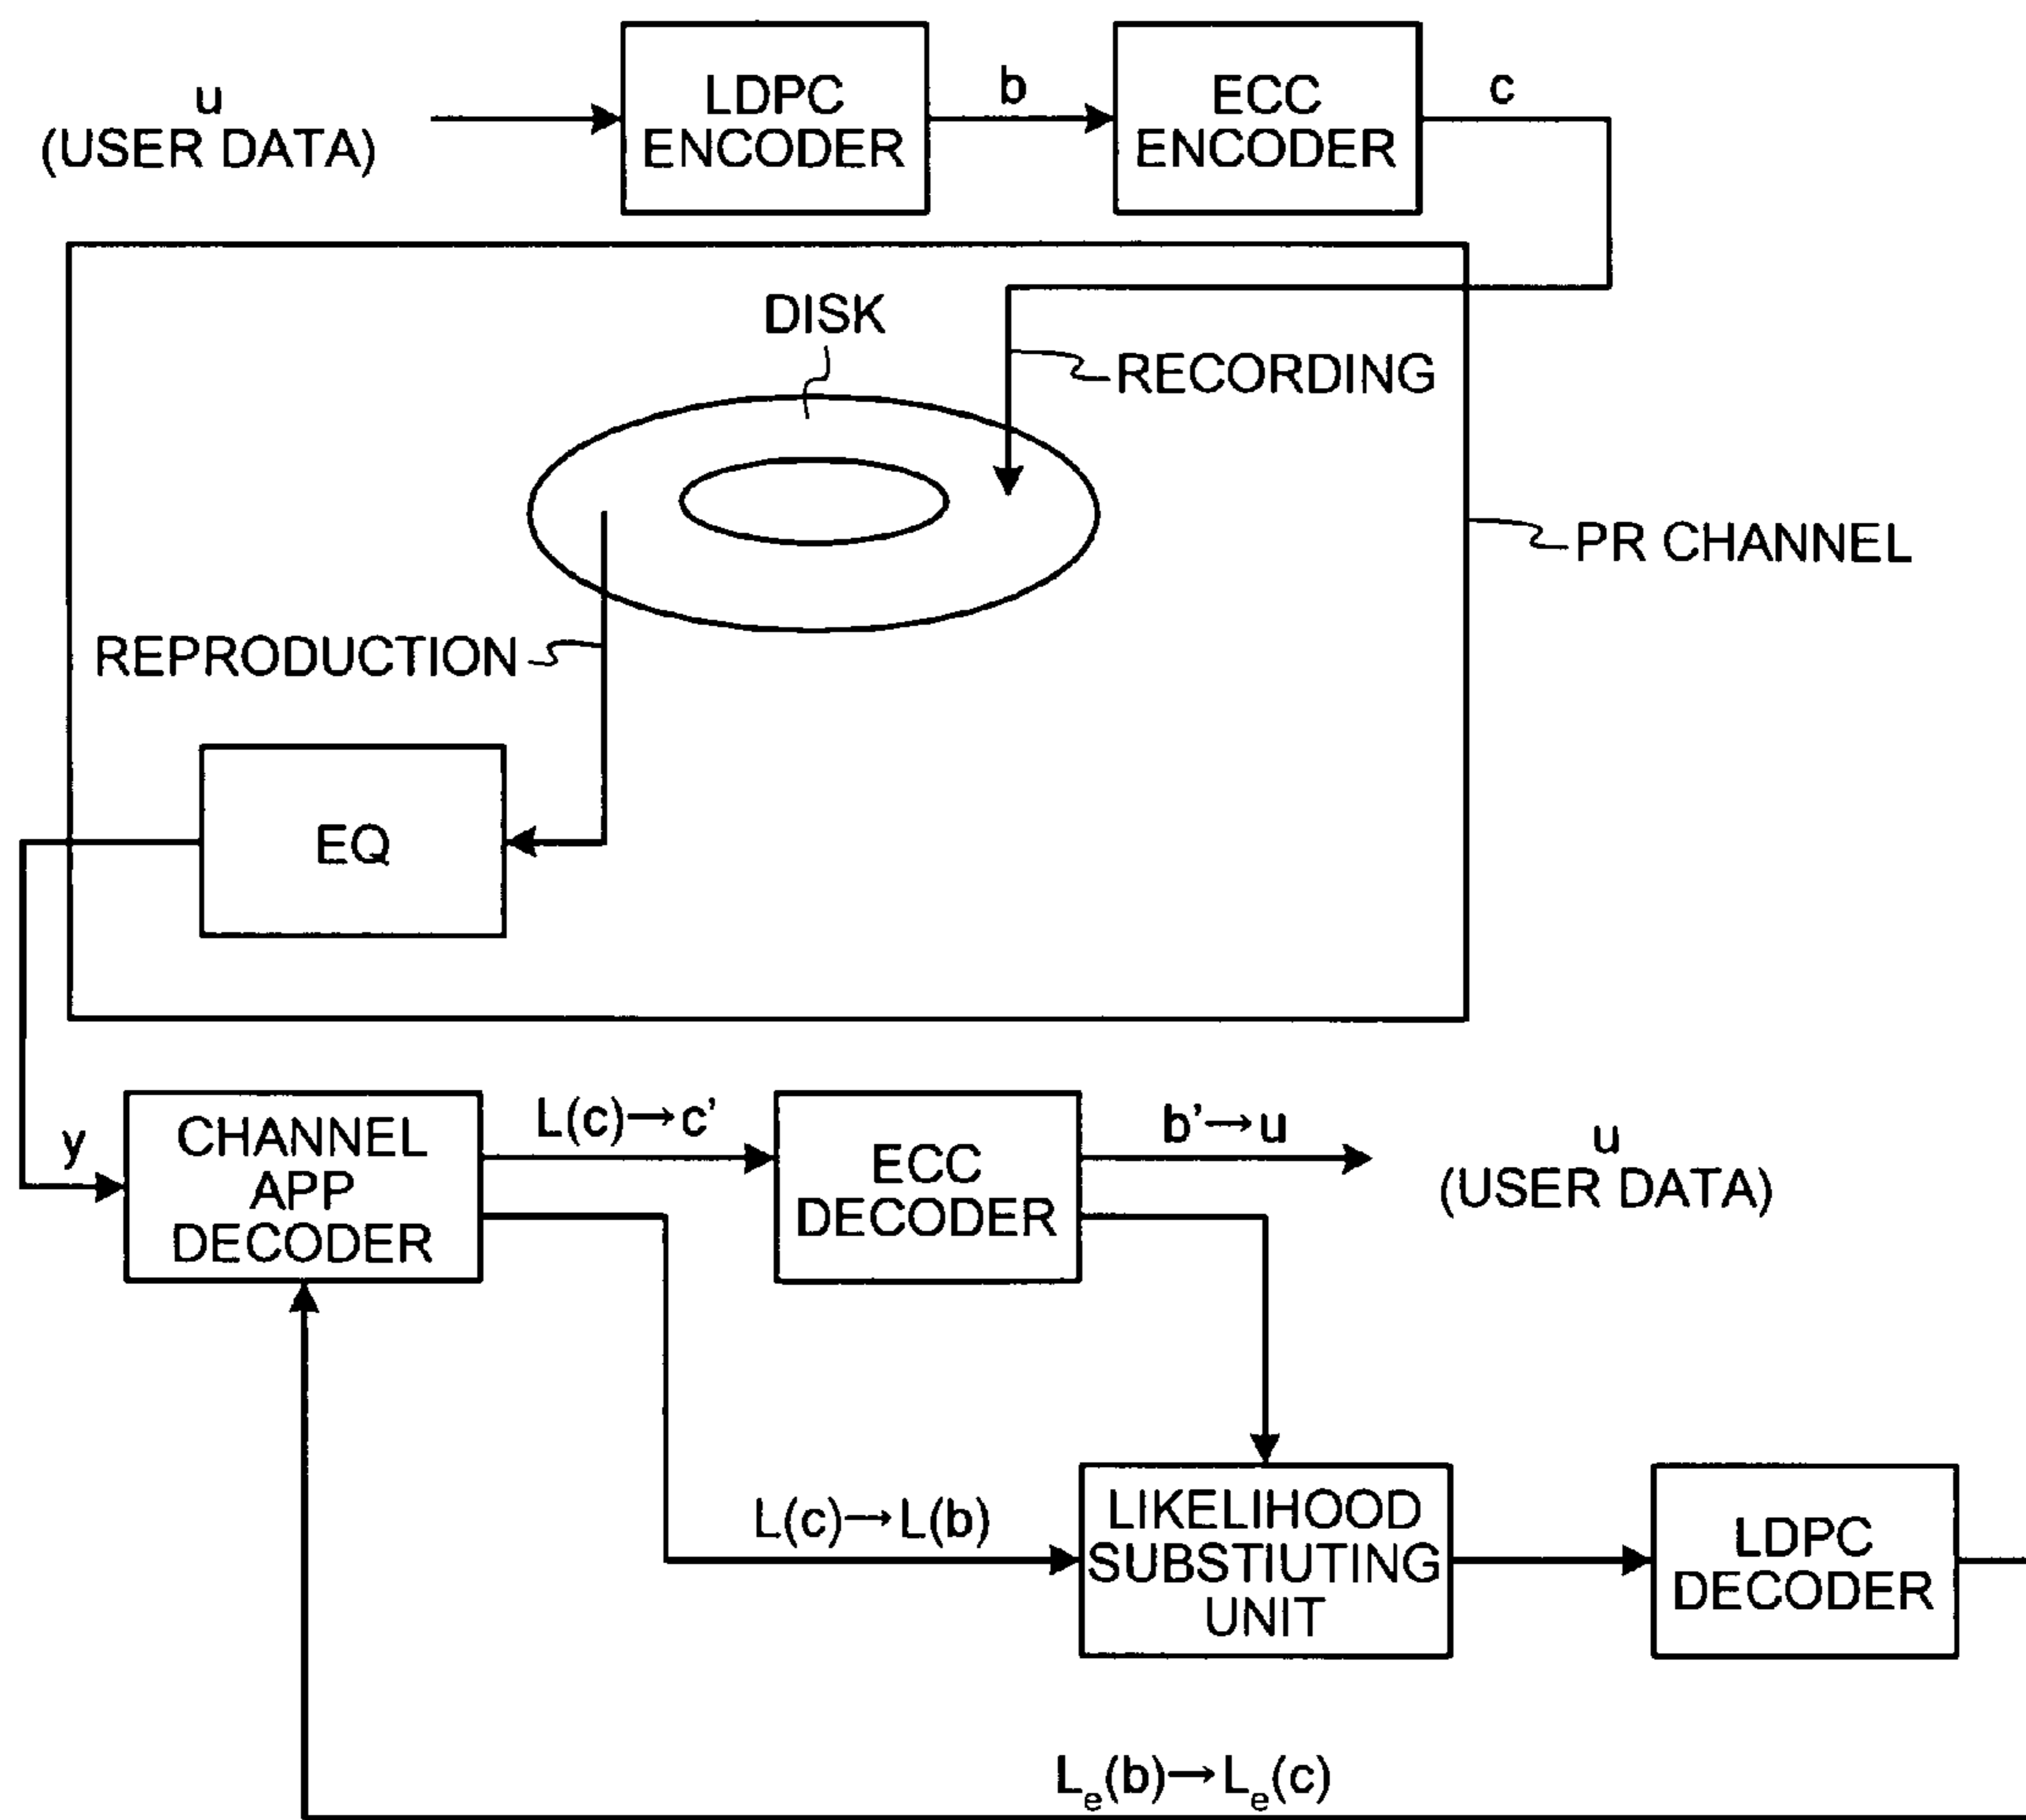 u
(USER DATA)
LDPC
ENCODER
b
ECC
ENCODER
c
DISK
RECORDING
PR CHANNEL
REPRODUCTION
EQ
y
CHANNEL
APP
DECODER
L(c)→c'
ECC
DECODER
b'→u
u
(USER DATA)
L(c)→L(b)
LIKELIHOOD
SUBSTIUTING
UNIT
LDPC
DECODER
Le(b)→Le(c)